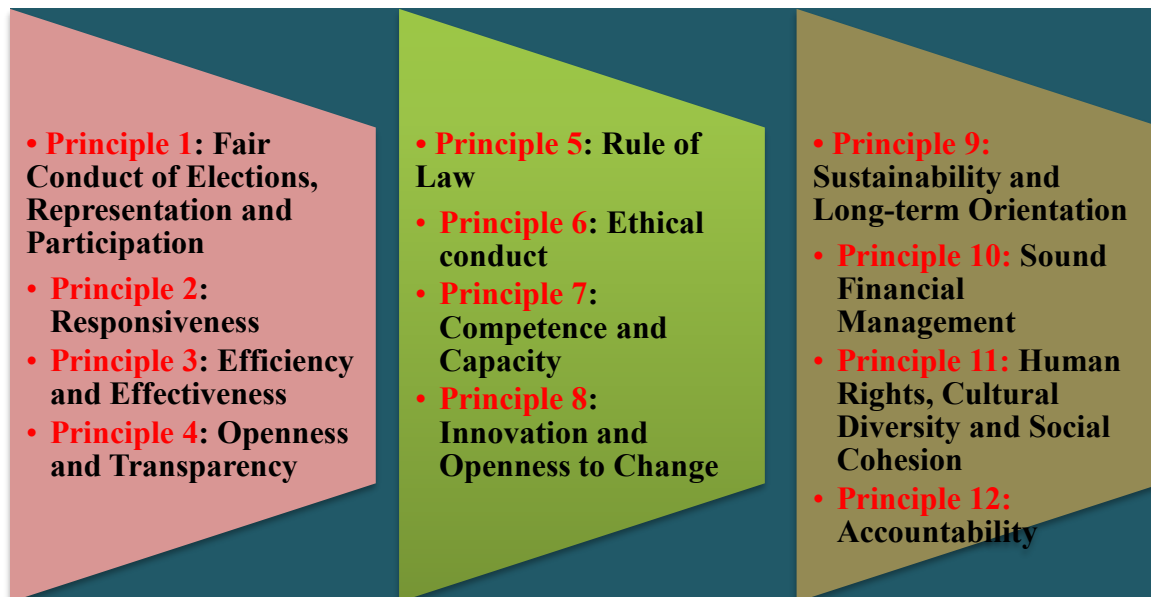 • Principle 1: Fair
Conduct of Elections,
Representation and
Participation
• Principle 2:
Responsiveness
• Principle 3: Efficiency
and Effectiveness
• Principle 4: Openness
and Transparency
• Principle 5: Rule of
Law
• Principle 6: Ethical
conduct
• Principle 7:
Competence and
Capacity
• Principle 8:
Innovation and
Openness to Change
• Principle 9:
Sustainability and
Long-term Orientation
• Principle 10: Sound
Financial
Management
• Principle 11: Human
Rights, Cultural
Diversity and Social
Cohesion
• Principle 12:
Accountability